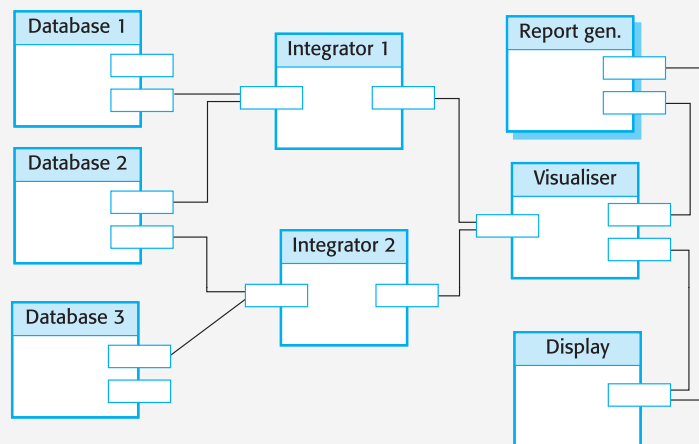 Database 1
Integrator 1
Report gen.
Database 2
Visualiser
Integrator 2
Database 3
Display